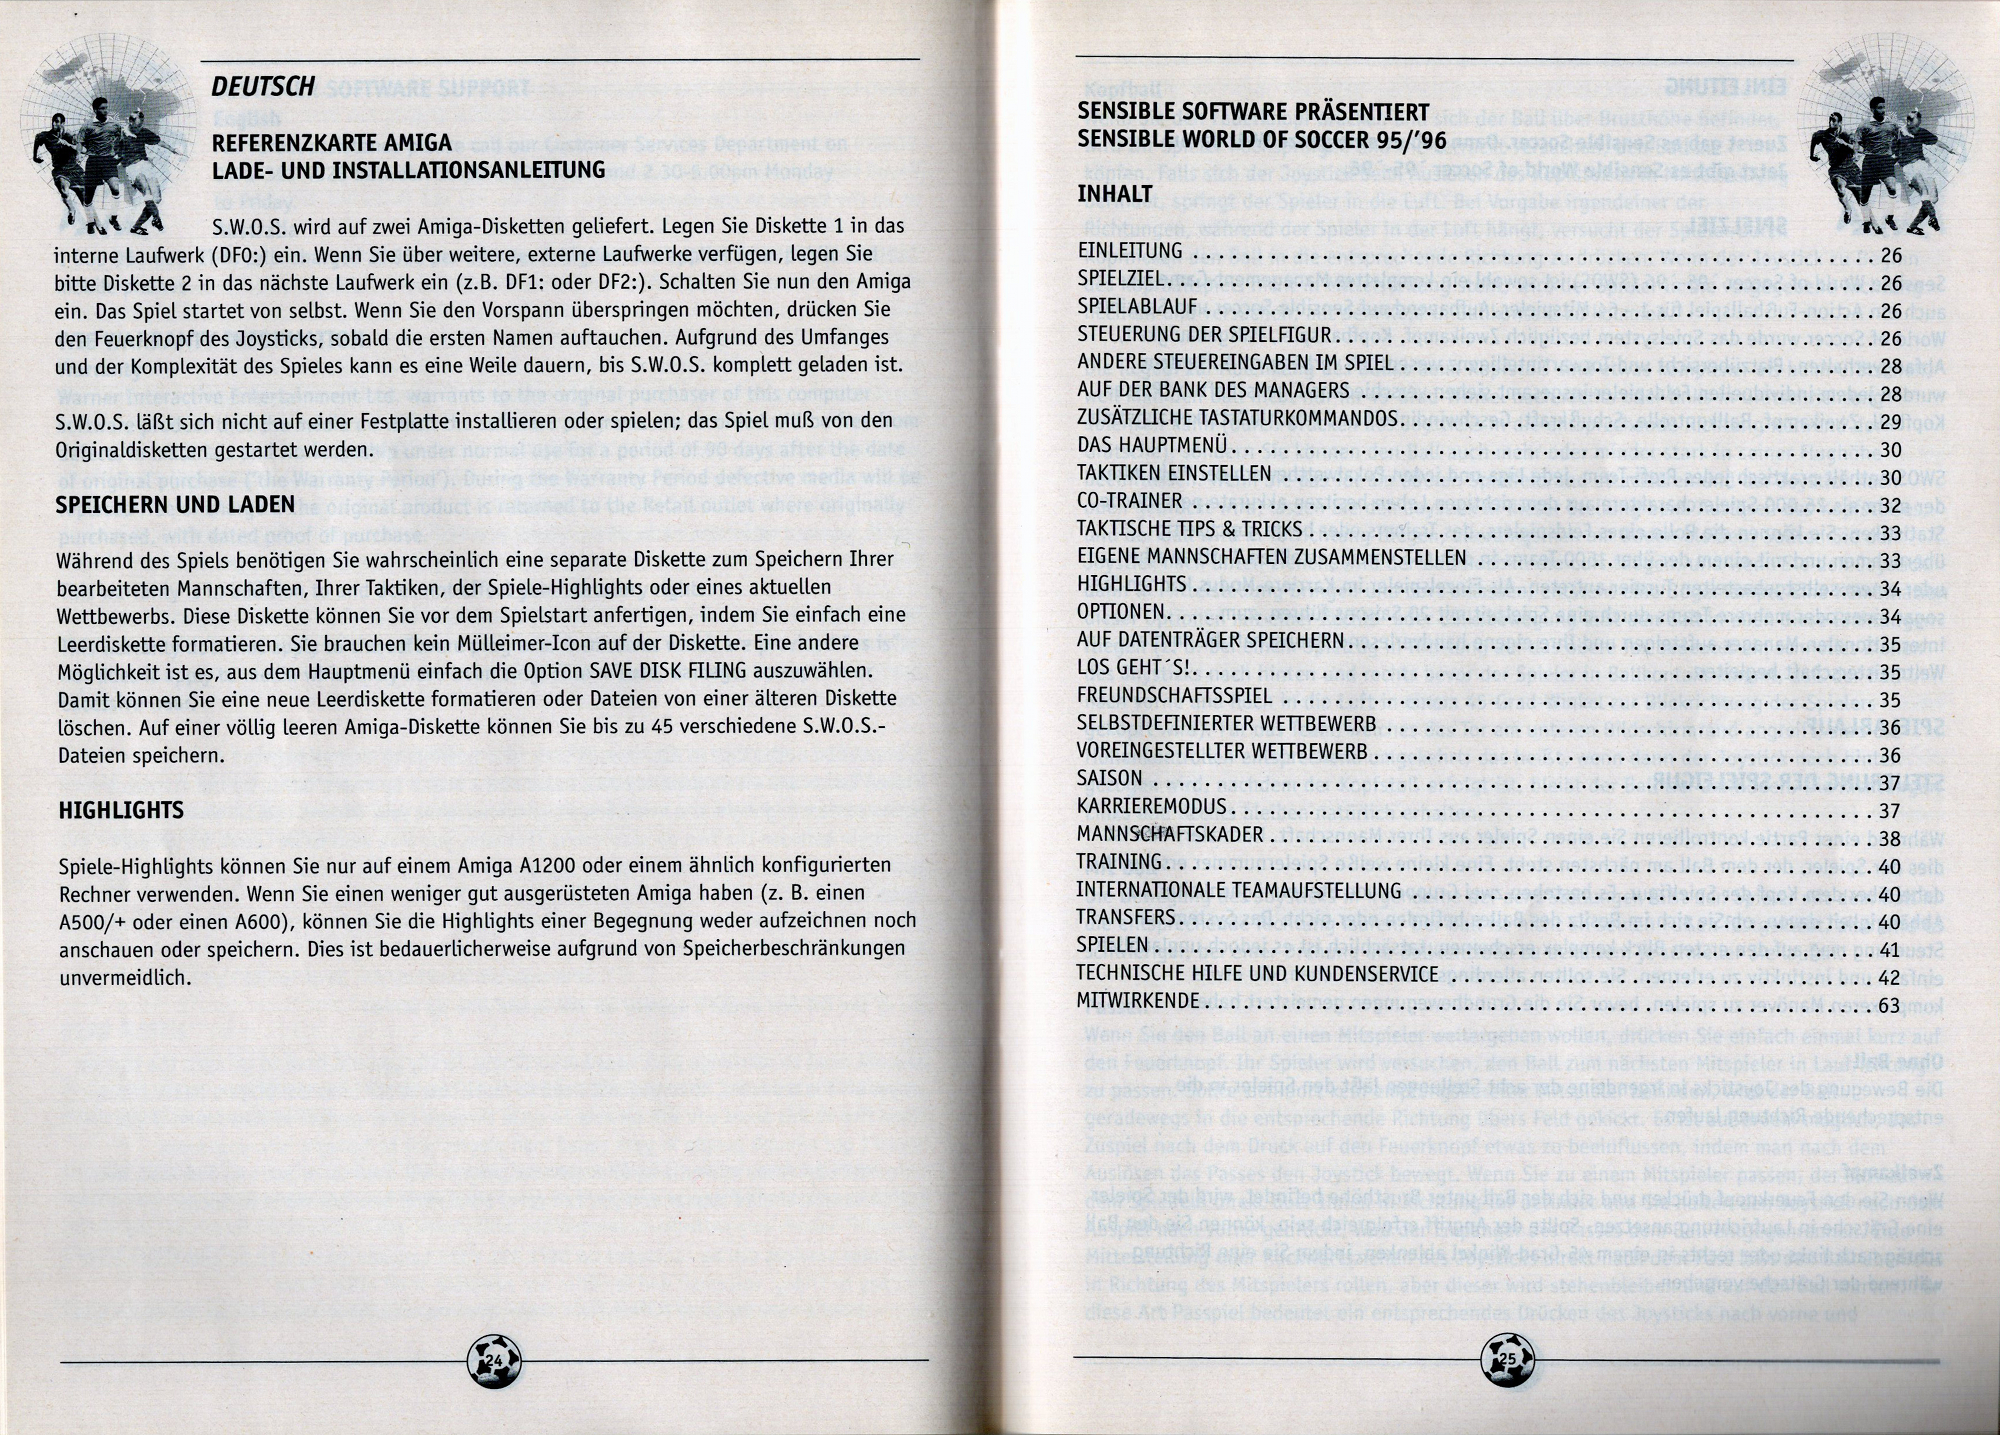 DEUTSCH
REFERENZKARTE AMIGA
LADE- UND INSTALLATIONSANLEITUNG
S.W.O.S. wird auf zwei Amiga-Disketten geliefert. Legen Sie Diskette 1 in das
interne Laufwerk (DF0:) ein. Wenn Sie über weitere, externe Laufwerke verfügen, legen Sie
bitte Diskette 2 in das nächste Laufwerk ein (z.B. DF1: oder DF2:). Schalten Sie nun den Amiga
ein. Das Spiel startet von selbst. Wenn Sie den Vorspann überspringen möchten, drücken Sie
den Feuerknopf des Joysticks, sobald die ersten Namen auftauchen. Aufgrund des Umfanges
und der Komplexität des Spieles kann es eine Weile dauern, bis S.W.O.S. komplett geladen ist.
S.W.O.S. läßt sich nicht auf einer Festplatte installieren oder spielen; das Spiel muß von den
Originaldisketten gestartet werden.
SPEICHERN UND LADEN
Während des Spiels benötigen Sie wahrscheinlich eine separate Diskette zum Speichern Ihrer
bearbeiteten Mannschaften, Ihrer Taktiken, der Spiele-Highlights oder eines aktuellen
Wettbewerbs. Diese Diskette können Sie vor dem Spielstart anfertigen, indem Sie einfach eine
Leerdiskette formatieren. Sie brauchen kein Mülleimer-Icon auf der Diskette. Eine andere
Möglichkeit ist es, aus dem Hauptmenü einfach die Option SAVE DISK FILING auszuwählen.
Damit können Sie eine neue Leerdiskette formatieren oder Dateien von einer älteren Diskette
löschen. Auf einer völlig leeren Amiga-Diskette können Sie bis zu 45 verschiedene S.W.O.S.-
Dateien speichern.
HIGHLIGHTS
Spiele-Highlights können Sie nur auf einem Amiga A1200 oder einem ähnlich konfigurierten
Rechner verwenden. Wenn Sie einen weniger gut ausgerüsteten Amiga haben (z. B. einen
A500/+ oder einen A600), können Sie die Highlights einer Begegnung weder aufzeichnen noch
anschauen oder speichern. Dies ist bedauerlicherweise aufgrund von Speicherbeschränkungen
unvermeidlich.
24
SENSIBLE SOFTWARE PRÄSENTIERT
SENSIBLE WORLD OF SOCCER 95/'96
INHALT
EINLEITUNG . . . . . . . . . . 26
SPIELZIEL . . . . . . . . . . 26
SPIELABLAUF . . . . . . . . . . 26
STEUERUNG DER SPIELFIGUR . . . . . . . . . . 26
ANDERE STEUEREINGABEN IM SPIEL . . . . . . . . . . 28
AUF DER BANK DES MANAGERS . . . . . . . . . . 28
ZUSÄTZLICHE TASTATURKOMMANDOS . . . . . . . . . . 29
DAS HAUPTMENÜ . . . . . . . . . . 30
TAKTIKEN EINSTELLEN . . . . . . . . . . 30
CO-TRAINER . . . . . . . . . . 32
TAKTISCHE TIPS & TRICKS . . . . . . . . . . 33
EIGENE MANNSCHAFTEN ZUSAMMENSTELLEN . . . . . . . . . . 33
HIGHLIGHTS . . . . . . . . . . 34
OPTIONEN . . . . . . . . . . 34
AUF DATENTRÄGER SPEICHERN . . . . . . . . . . 35
LOS GEHT´S! . . . . . . . . . . 35
FREUNDSCHAFTSSPIEL . . . . . . . . . . 35
SELBSTDEFINIERTER WETTBEWERB . . . . . . . . . . 36
VOREINGESTELLTER WETTBEWERB . . . . . . . . . . 36
SAISON . . . . . . . . . . 37
KARRIEREMODUS . . . . . . . . . . 37
MANNSCHAFTSKADER . . . . . . . . . . 38
TRAINING . . . . . . . . . . 40
INTERNATIONALE TEAMAUFSTELLUNG . . . . . . . . . . 40
TRANSFERS . . . . . . . . . . 40
SPIELEN . . . . . . . . . . 41
TECHNISCHE HILFE UND KUNDENSERVICE . . . . . . . . . . 42
MITWIRKENDE . . . . . . . . . . 63
25